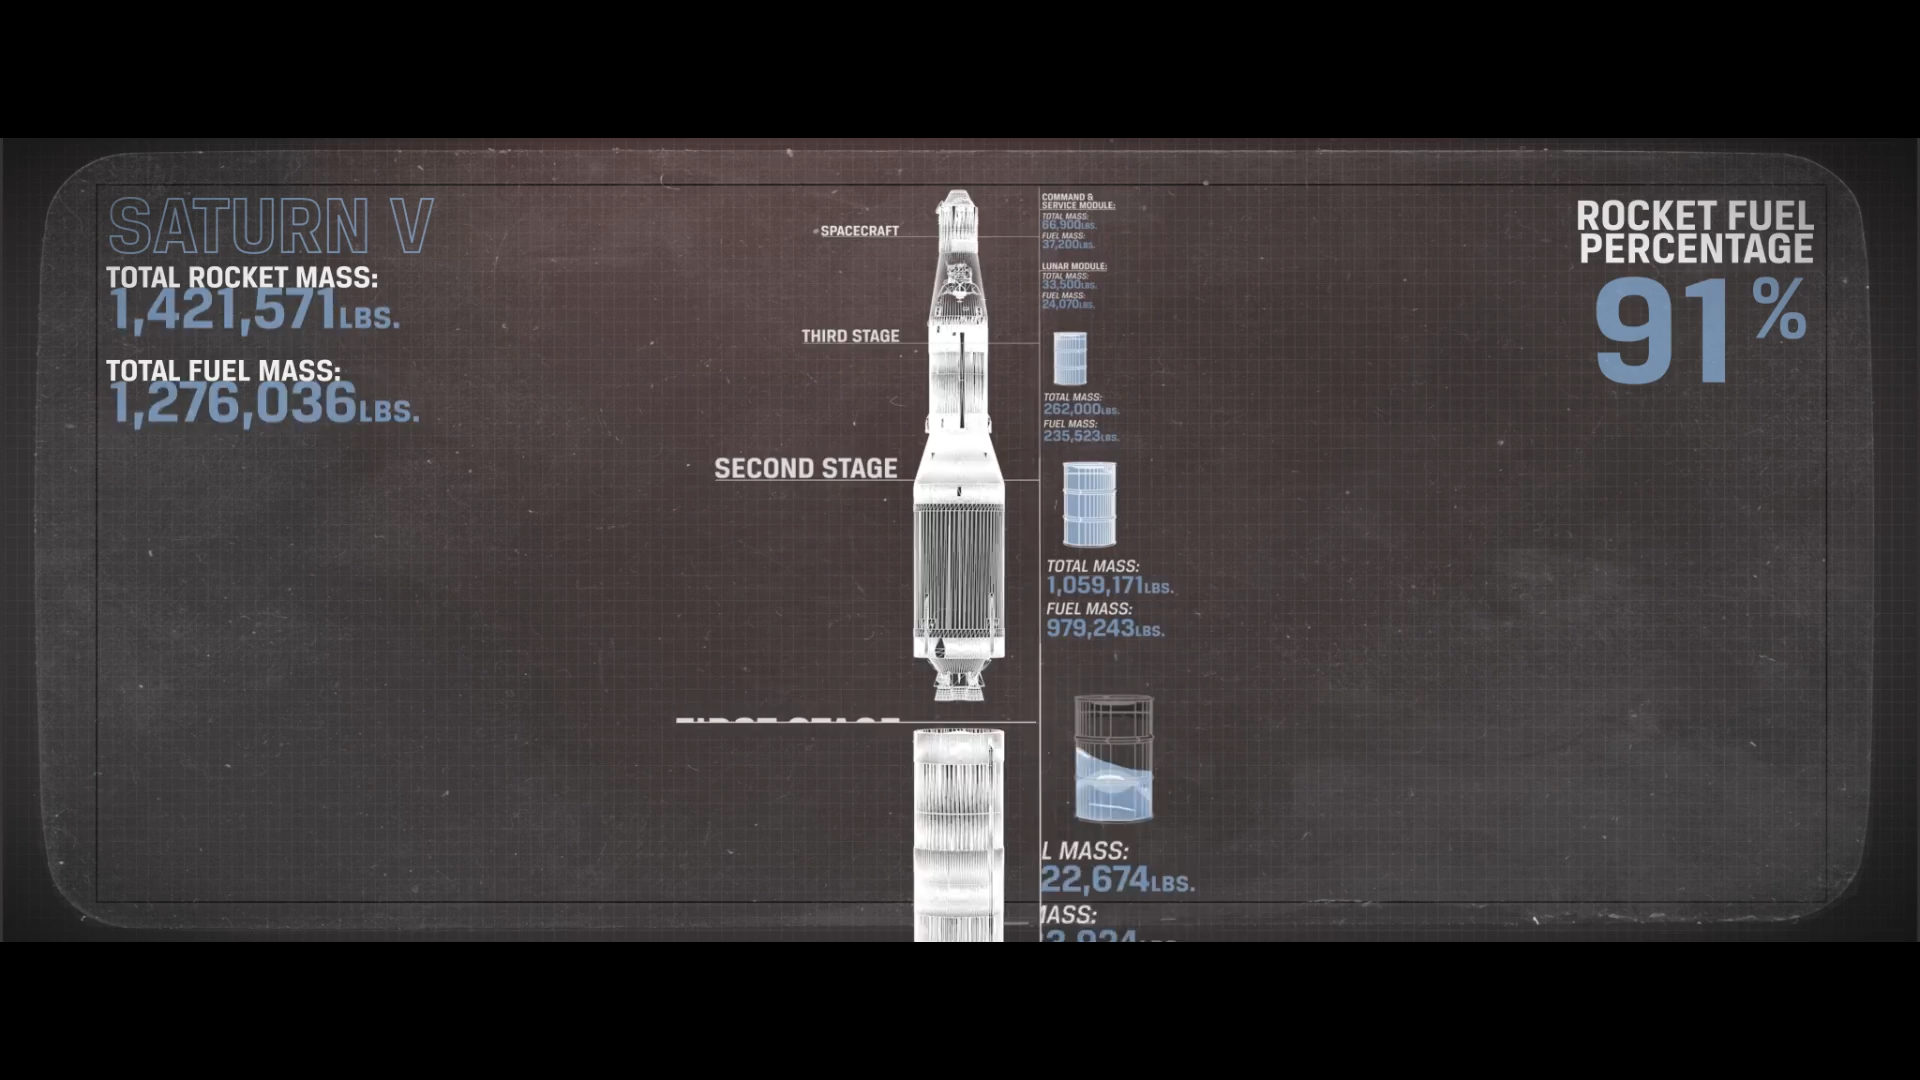 SATURN V
TOTAL ROCKET MASS:
1,421,571LBS.
TOTAL FUEL MASS:
1,276,036LBS.
SPACECRAFT
THIRD STAGE
SECOND STAGE
COMMAND &
SERVICE MODULE:
TOTAL MASS:
66,900LBS.
FUEL MASS:
37,200LBS.
LUNAR MODULE:
TOTAL MASS:
33,500LBS.
FUEL MASS:
24,070LBS.
TOTAL MASS:
262,000LBS.
FUEL MASS:
235,523LBS.
TOTAL MASS:
1,059,171LBS.
FUEL MASS:
979,243LBS.
L MASS:
22,674LBS.
MASS:
ROCKET FUEL
PERCENTAGE
91%